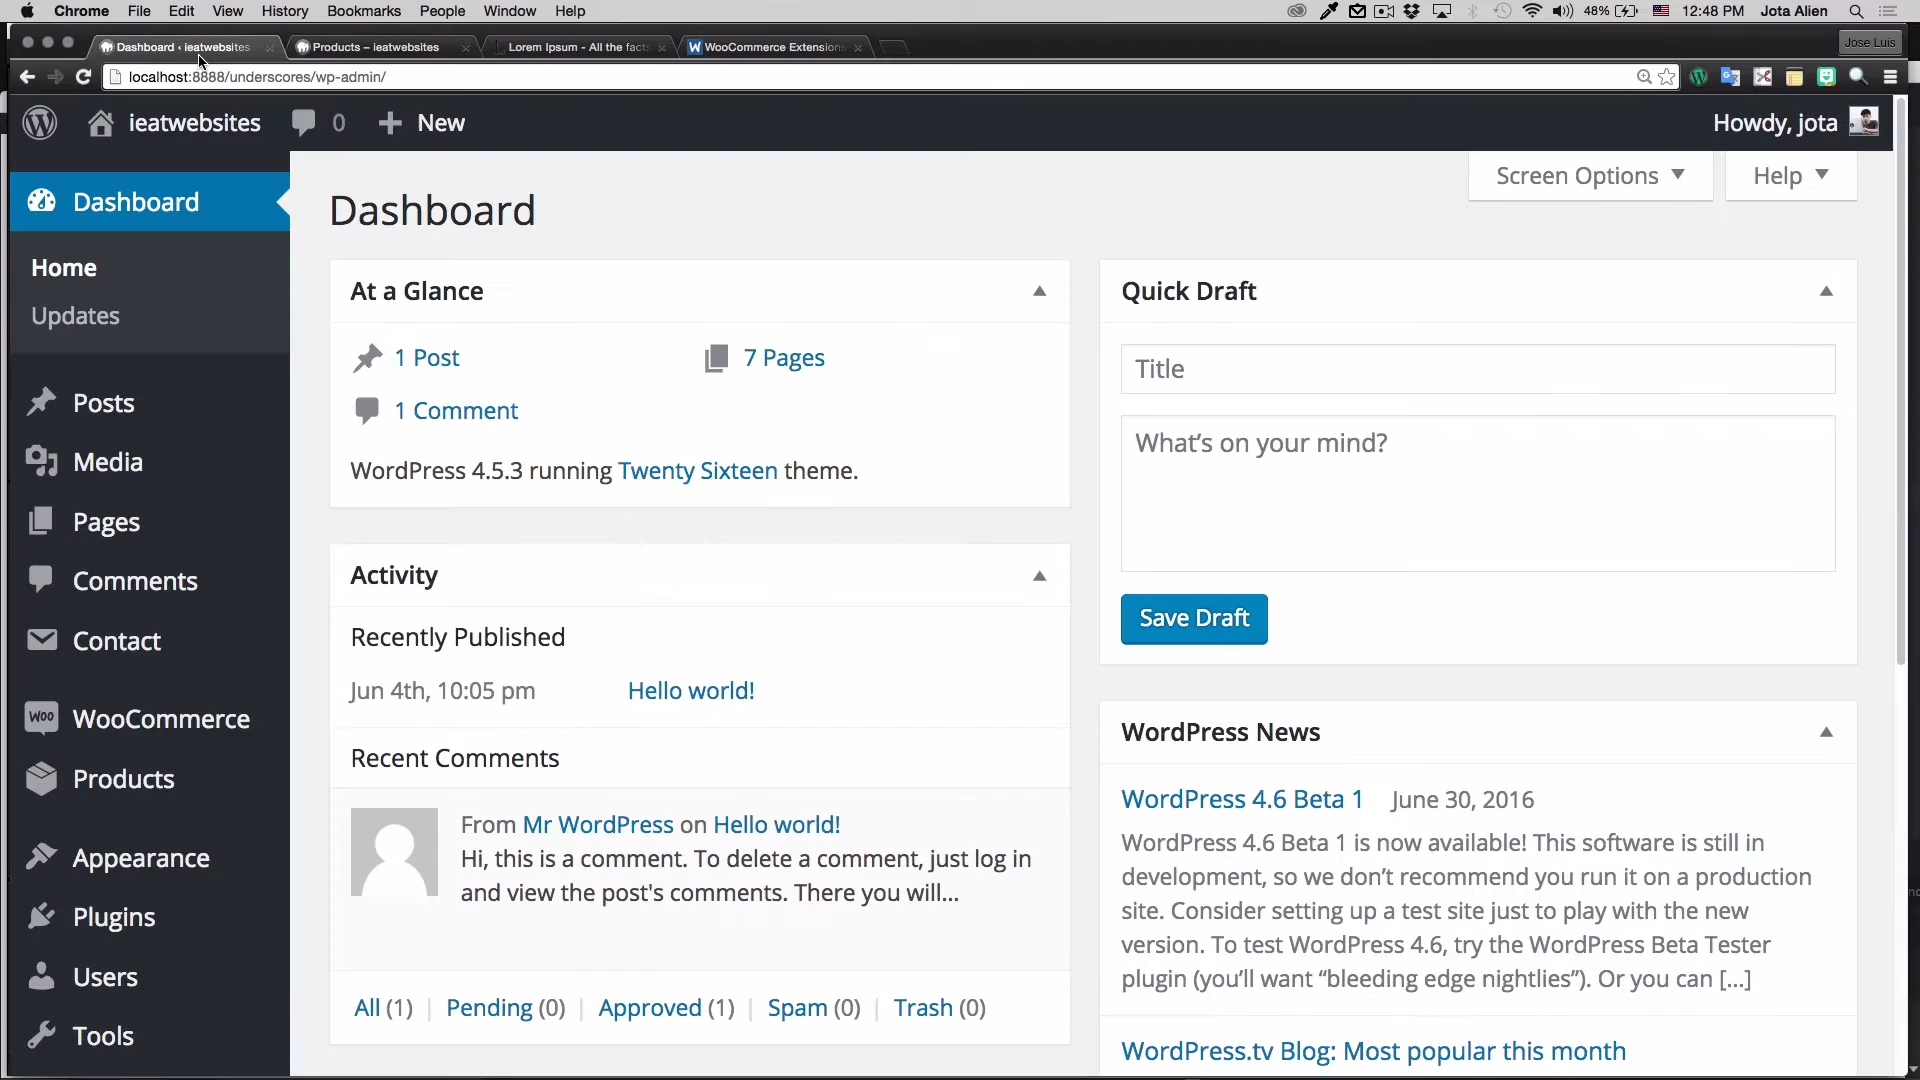 Chrome File Edit View History Bookmarks People Window Help 48% 12:48 PM Jota Alien
Dashboard ‹ ieatwebsites Products – ieatwebsites Lorem Ipsum - All the facts WooCommerce Extensions Jose Luis
localhost:8888/underscores/wp-admin/
ieatwebsites 0 New Howdy, jota
Screen Options Help
Dashboard
Home
Updates
Posts
Media
Pages
Comments
Contact
Woo WooCommerce
Products
Appearance
Plugins
Users
Tools
Dashboard
At a Glance
1 Post 7 Pages
1 Comment
WordPress 4.5.3 running Twenty Sixteen theme.
Activity
Recently Published
Jun 4th, 10:05 pm Hello world!
Recent Comments
From Mr WordPress on Hello world!
Hi, this is a comment. To delete a comment, just log in
and view the post's comments. There you will...
All (1) | Pending (0) | Approved (1) | Spam (0) | Trash (0)
Quick Draft
Title
What’s on your mind?
Save Draft
WordPress News
WordPress 4.6 Beta 1 June 30, 2016
WordPress 4.6 Beta 1 is now available! This software is still in
development, so we don’t recommend you run it on a production
site. Consider setting up a test site just to play with the new
version. To test WordPress 4.6, try the WordPress Beta Tester
plugin (you’ll want “bleeding edge nightlies”). Or you can [...]
WordPress.tv Blog: Most popular this month